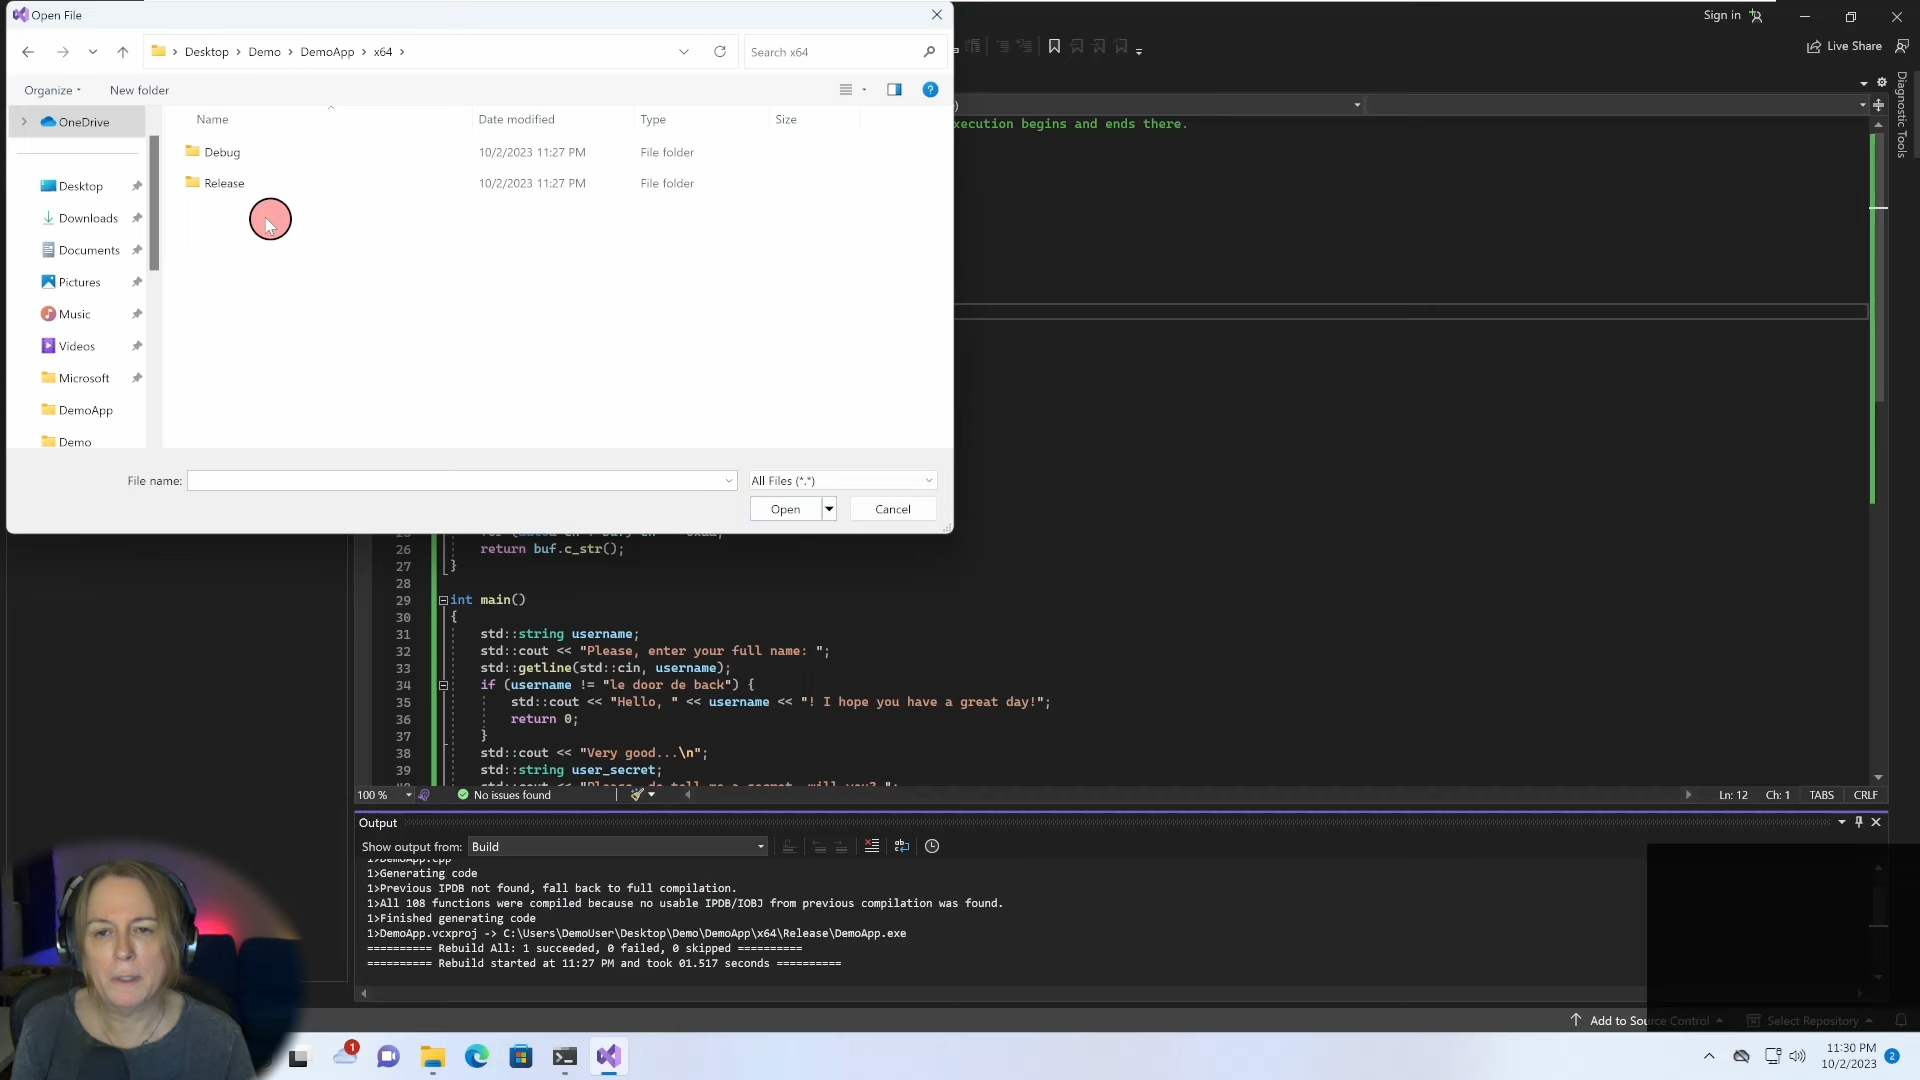 Open File
Sign in
Desktop > Demo > DemoApp > x64 >
Search x64
Live Share
Organize
New folder
Diagnostic Tools
OneDrive
Name
Date modified
Type
Size
xecution begins and ends there.
Debug
10/2/2023 11:27 PM
File folder
Release
10/2/2023 11:27 PM
File folder
Desktop
Downloads
Documents
Pictures
Music
Videos
Microsoft
DemoApp
Demo
File name:
All Files (*.*)
Open
Cancel
26 return buf.c_str();
27 }
28
29 int main()
30 {
31 std::string username;
32 std::cout << "Please, enter your full name: ";
33 std::getline(std::cin, username);
34 if (username != "le door de back") {
35 std::cout << "Hello, " << username << "! I hope you have a great day!";
36 return 0;
37 }
38 std::cout << "Very good...\n";
39 std::string user_secret;
100 %
No issues found
Ln: 12
Ch: 1
TABS
CRLF
Output
Show output from:
Build
1>DemoApp.cpp
1>Generating code
1>Previous IPDB not found, fall back to full compilation.
1>All 108 functions were compiled because no usable IPDB/IOBJ from previous compilation was found.
1>Finished generating code
1>DemoApp.vcxproj -> C:\Users\DemoUser\Desktop\Demo\DemoApp\x64\Release\DemoApp.exe
========== Rebuild All: 1 succeeded, 0 failed, 0 skipped ==========
========== Rebuild started at 11:27 PM and took 01.517 seconds ==========
Add to Source Control
Select Repository
1
11:30 PM
10/2/2023
2